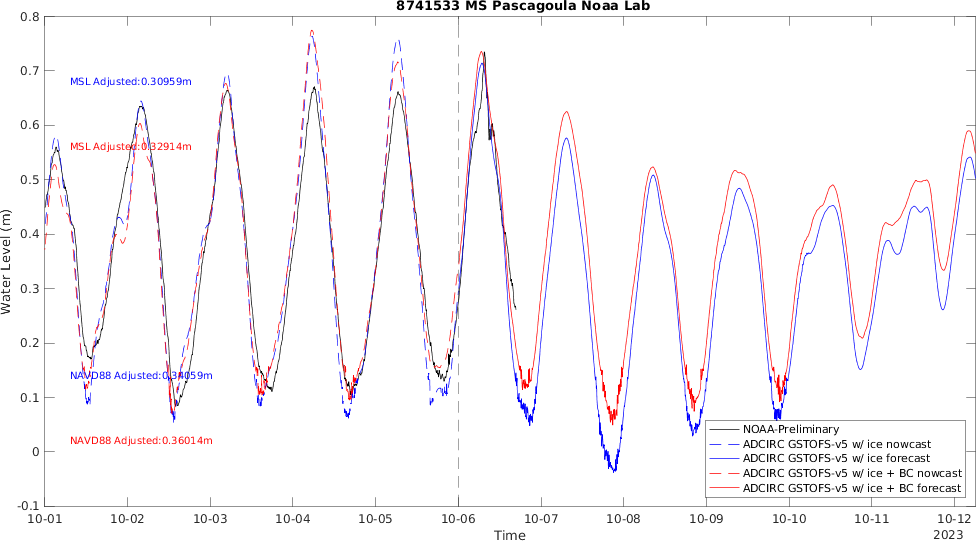 8741533 MS Pascagoula Noaa Lab
0.8
0.7
0.6
0.5
0.4
0.3
0.2
0.1
0
-0.1
Water Level (m)
MSL Adjusted:0.30959m
MSL Adjusted:0.32914m
NAVD88 Adjusted:0.34059m
NAVD88 Adjusted:0.36014m
NOAA-Preliminary
ADCIRC GSTOFS-v5 w/ ice nowcast
ADCIRC GSTOFS-v5 w/ ice forecast
ADCIRC GSTOFS-v5 w/ ice + BC nowcast
ADCIRC GSTOFS-v5 w/ ice + BC forecast
10-01 10-02 10-03 10-04 10-05 10-06 10-07 10-08 10-09 10-10 10-11 10-12
Time
2023